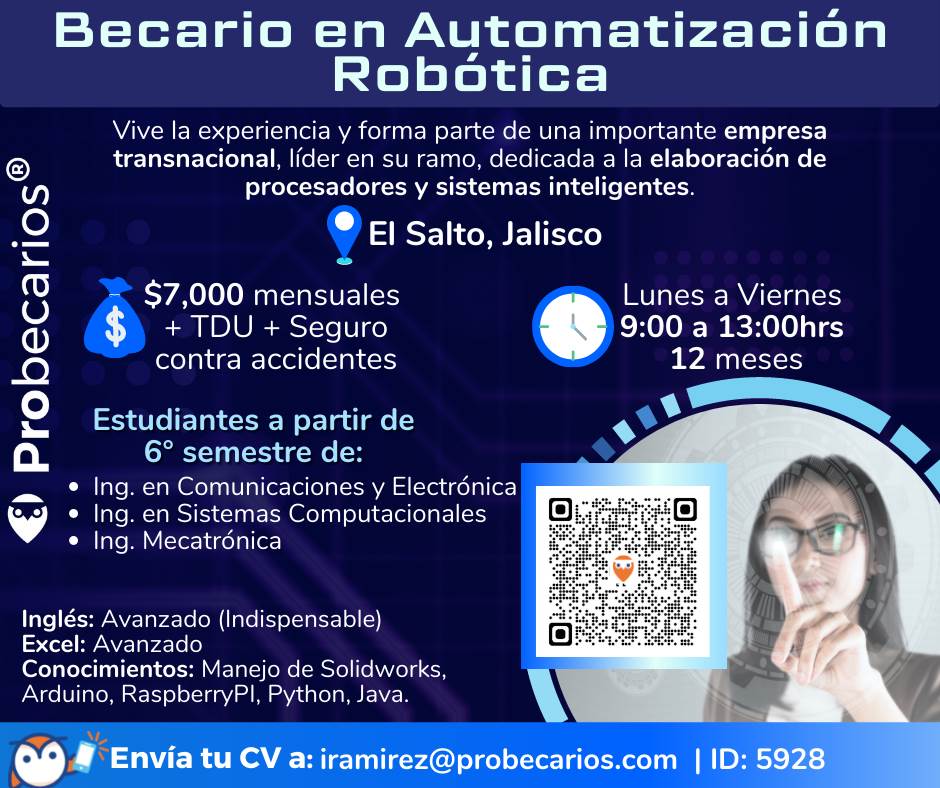 Becario en Automatización
Robótica
Vive la experiencia y forma parte de una importante empresa
transnacional, líder en su ramo, dedicada a la elaboración de
procesadores y sistemas inteligentes.
El Salto, Jalisco
$
$7,000 mensuales
+ TDU + Seguro
contra accidentes
Lunes a Viernes
9:00 a 13:00hrs
12 meses
Probecarios®
Estudiantes a partir de
6° semestre de:
• Ing. en Comunicaciones y Electrónica
• Ing. en Sistemas Computacionales
• Ing. Mecatrónica
Inglés: Avanzado (Indispensable)
Excel: Avanzado
Conocimientos: Manejo de Solidworks,
Arduino, RaspberryPI, Python, Java.
Envía tu CV a: iramirez@probecarios.com | ID: 5928